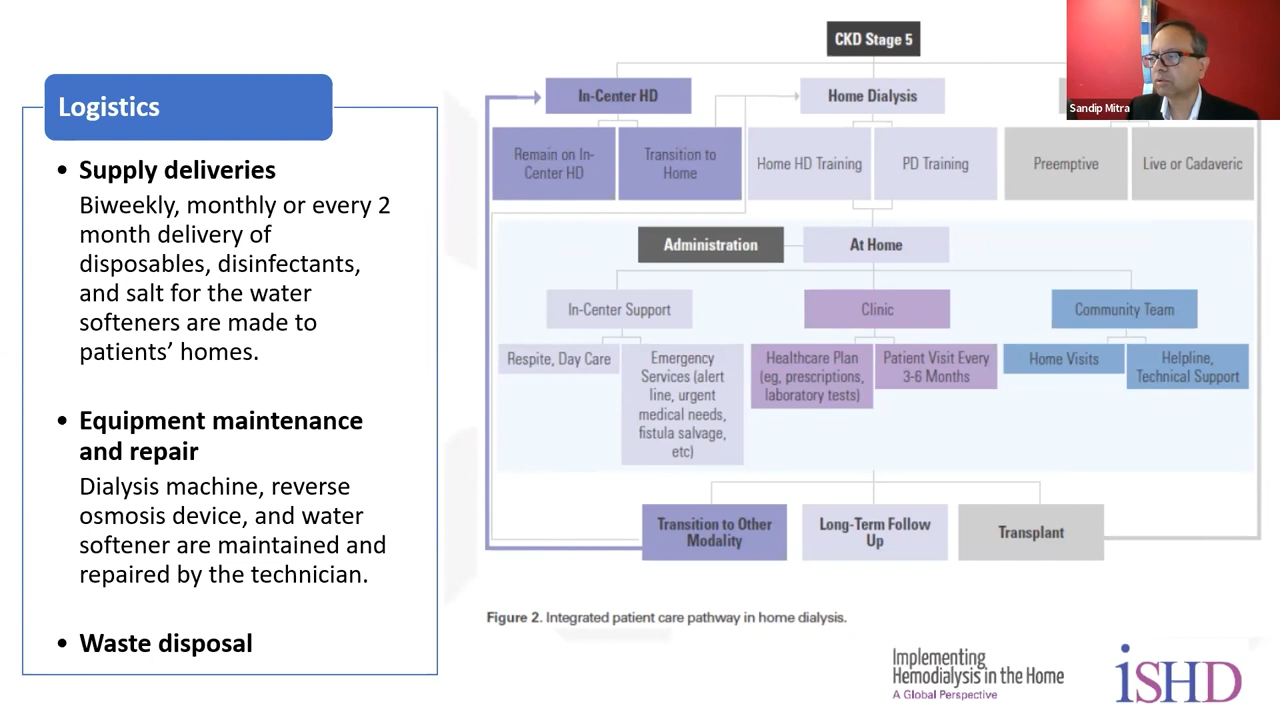 Logistics
• Supply deliveries
Biweekly, monthly or every 2
month delivery of
disposables, disinfectants,
and salt for the water
softeners are made to
patients’ homes.
• Equipment maintenance
and repair
Dialysis machine, reverse
osmosis device, and water
softener are maintained and
repaired by the technician.
• Waste disposal
CKD Stage 5
In-Center HD
Home Dialysis
Sandip Mitra
Remain on In-
Center HD
Transition to
Home
Home HD Training
PD Training
Preemptive
Live or Cadaveric
Administration
At Home
In-Center Support
Clinic
Community Team
Respite, Day Care
Emergency
Services (alert
line, urgent
medical needs,
fistula salvage,
etc)
Healthcare Plan
(eg, prescriptions,
laboratory tests)
Patient Visit Every
3-6 Months
Home Visits
Helpline,
Technical Support
Transition to Other
Modality
Long-Term Follow
Up
Transplant
Figure 2. Integrated patient care pathway in home dialysis.
Implementing
Hemodialysis in the Home
A Global Perspective
iSHD